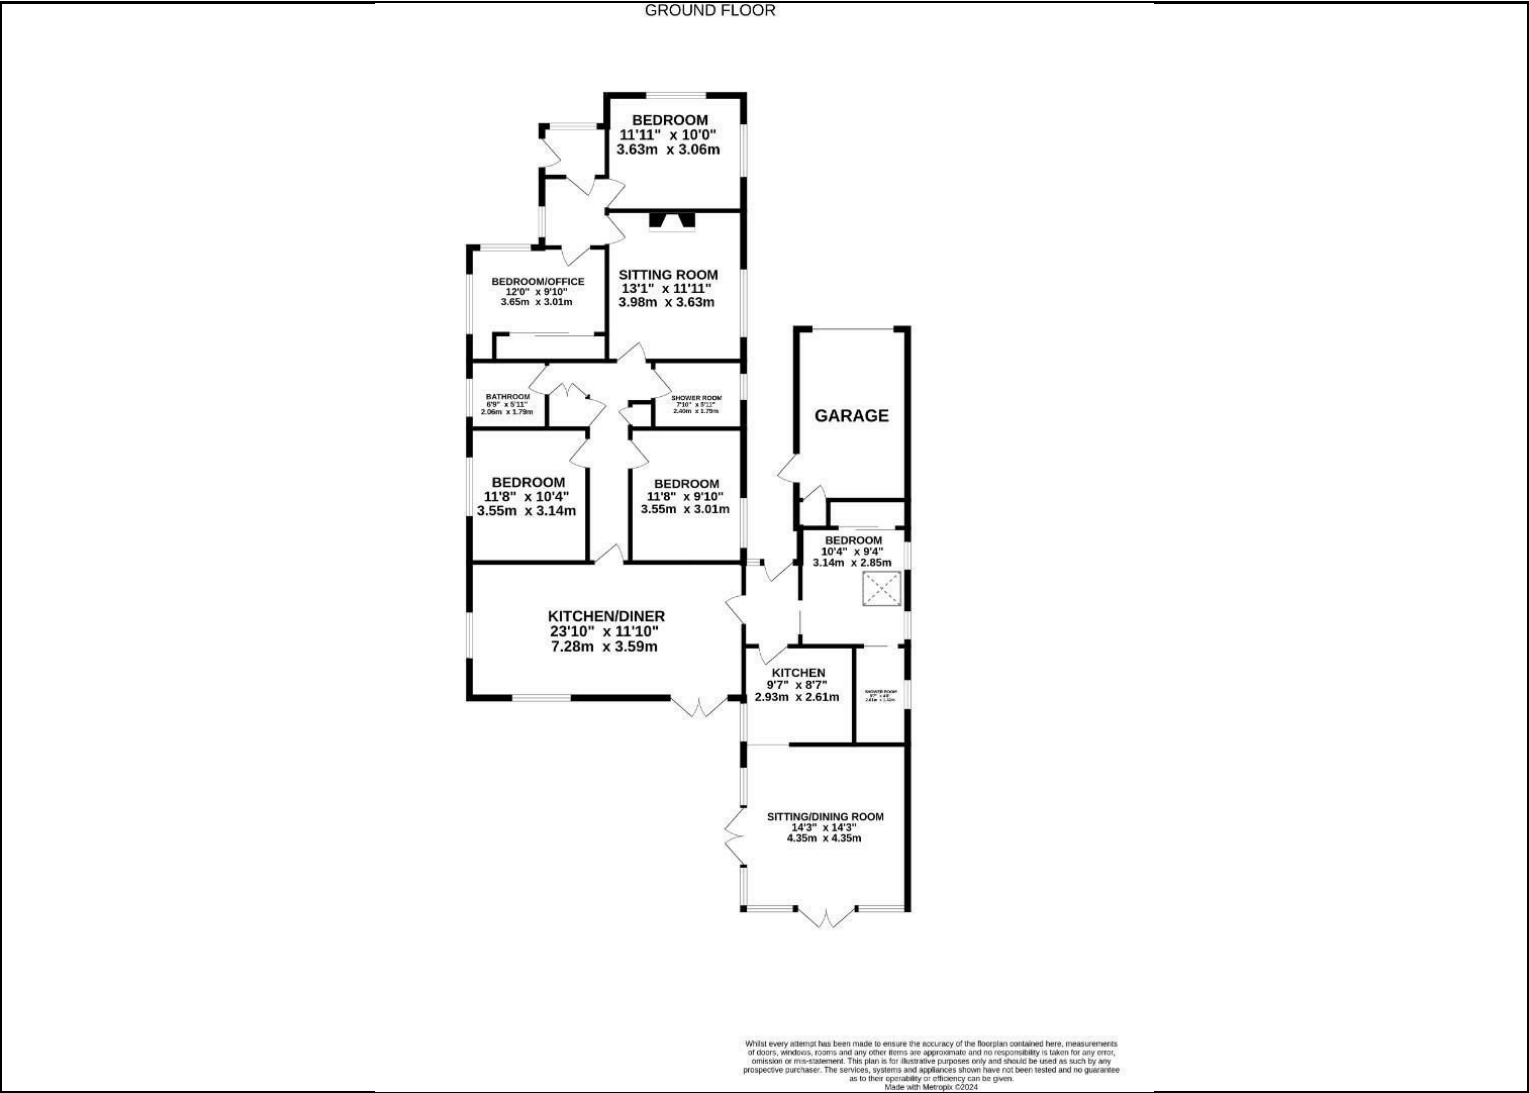 GROUND FLOOR
BEDROOM
11'11" x 10'0"
3.63m x 3.06m
SITTING ROOM
13'1" x 11'11"
3.98m x 3.63m
BEDROOM/OFFICE
12'0" x 9'10"
3.65m x 3.01m
BATHROOM
6'9" x 5'11"
2.06m x 1.79m
SHOWER ROOM
7'10" x 5'11"
2.40m x 1.79m
GARAGE
BEDROOM
11'8" x 10'4"
3.55m x 3.14m
BEDROOM
11'8" x 9'10"
3.55m x 3.01m
BEDROOM
10'4" x 9'4"
3.14m x 2.85m
KITCHEN/DINER
23'10" x 11'10"
7.28m x 3.59m
KITCHEN
9'7" x 8'7"
2.93m x 2.61m
SHOWER ROOM
SITTING/DINING ROOM
14'3" x 14'3"
4.35m x 4.35m
Whilst every attempt has been made to ensure the accuracy of the floorplan contained here, measurements
of doors, windows, rooms and any other items are approximate and no responsibility is taken for any error,
omission or mis-statement. This plan is for illustrative purposes only and should be used as such by any
prospective purchaser. The services, systems and appliances shown have not been tested and no guarantee
as to their operability or efficiency can be given.
Made with Metropix ©2024